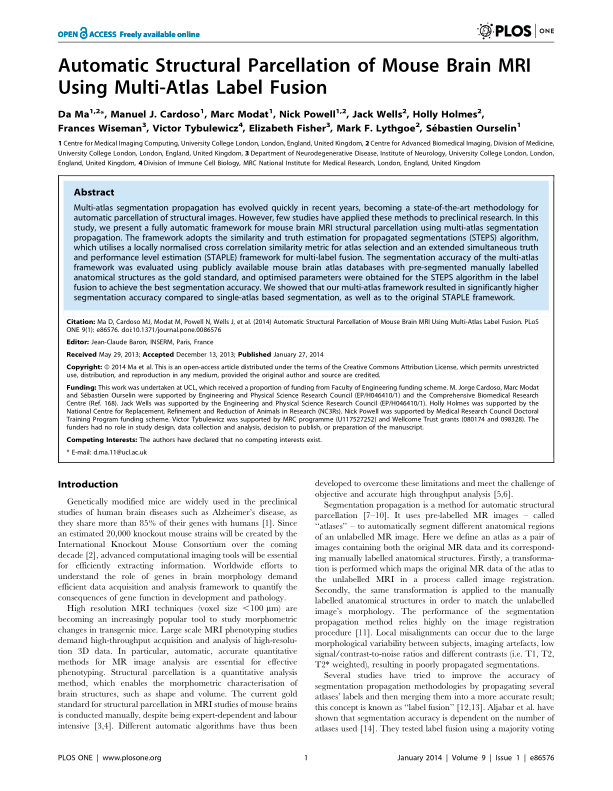 OPEN ACCESS Freely available online
PLOS ONE
Automatic Structural Parcellation of Mouse Brain MRI
Using Multi-Atlas Label Fusion
Da Ma1,2*, Manuel J. Cardoso1, Marc Modat1, Nick Powell1,2, Jack Wells2, Holly Holmes2,
Frances Wiseman3, Victor Tybulewicz4, Elizabeth Fisher3, Mark F. Lythgoe2, Sébastien Ourselin1
1 Centre for Medical Imaging Computing, University College London, London, England, United Kingdom, 2 Centre for Advanced Biomedical Imaging, Division of Medicine,
University College London, London, England, United Kingdom, 3 Department of Neurodegenerative Disease, Institute of Neurology, University College London, London,
England, United Kingdom, 4 Division of Immune Cell Biology, MRC National Institute for Medical Research, London, England, United Kingdom
Abstract
Multi-atlas segmentation propagation has evolved quickly in recent years, becoming a state-of-the-art methodology for
automatic parcellation of structural images. However, few studies have applied these methods to preclinical research. In this
study, we present a fully automatic framework for mouse brain MRI structural parcellation using multi-atlas segmentation
propagation. The framework adopts the similarity and truth estimation for propagated segmentations (STEPS) algorithm,
which utilises a locally normalised cross correlation similarity metric for atlas selection and an extended simultaneous truth
and performance level estimation (STAPLE) framework for multi-label fusion. The segmentation accuracy of the multi-atlas
framework was evaluated using publicly available mouse brain atlas databases with pre-segmented manually labelled
anatomical structures as the gold standard, and optimised parameters were obtained for the STEPS algorithm in the label
fusion to achieve the best segmentation accuracy. We showed that our multi-atlas framework resulted in significantly higher
segmentation accuracy compared to single-atlas based segmentation, as well as to the original STAPLE framework.
Citation: Ma D, Cardoso MJ, Modat M, Powell N, Wells J, et al. (2014) Automatic Structural Parcellation of Mouse Brain MRI Using Multi-Atlas Label Fusion. PLoS
ONE 9(1): e86576. doi:10.1371/journal.pone.0086576
Editor: Jean-Claude Baron, INSERM, Paris, France
Received May 29, 2013; Accepted December 13, 2013; Published January 27, 2014
Copyright: © 2014 Ma et al. This is an open-access article distributed under the terms of the Creative Commons Attribution License, which permits unrestricted
use, distribution, and reproduction in any medium, provided the original author and source are credited.
Funding: This work was undertaken at UCL, which received a proportion of funding from Faculty of Engineering funding scheme. M. Jorge Cardoso, Marc Modat
and Sébastien Ourselin were supported by Engineering and Physical Science Research Council (EP/H046410/1) and the Comprehensive Biomedical Research
Centre (Ref. 168). Jack Wells was supported by the Engineering and Physical Science Research Council (EP/H046410/1). Holly Holmes was supported by the
National Centre for Replacement, Refinement and Reduction of Animals in Research (NC3Rs). Nick Powell was supported by Medical Research Council Doctoral
Training Program funding scheme. Victor Tybulewicz was supported by MRC programme (U117527252) and Wellcome Trust grants (080174 and 098328). The
funders had no role in study design, data collection and analysis, decision to publish, or preparation of the manuscript.
Competing Interests: The authors have declared that no competing interests exist.
* E-mail: d.ma.11@ucl.ac.uk
Introduction
Genetically modified mice are widely used in the preclinical
studies of human brain diseases such as Alzheimer's disease, as
they share more than 85% of their genes with humans [1]. Since
an estimated 20,000 knockout mouse strains will be created by the
International Knockout Mouse Consortium over the coming
decade [2], advanced computational imaging tools will be essential
for efficiently extracting information. Worldwide efforts to
understand the role of genes in brain morphology demand
efficient data acquisition and analysis framework to quantify the
consequences of gene function in development and pathology.
High resolution MRI techniques (voxel size <100 μm) are
becoming an increasingly popular tool to study morphometric
changes in transgenic mice. Large scale MRI phenotyping studies
demand high-throughput acquisition and analysis of high-resolu-
tion 3D data. In particular, automatic, accurate quantitative
methods for MR image analysis are essential for effective
phenotyping. Structural parcellation is a quantitative analysis
method, which enables the morphometric characterisation of
brain structures, such as shape and volume. The current gold
standard for structural parcellation in MRI studies of mouse brains
is conducted manually, despite being expert-dependent and labour
intensive [3,4]. Different automatic algorithms have thus been
developed to overcome these limitations and meet the challenge of
objective and accurate high throughput analysis [5,6].
Segmentation propagation is a method for automatic structural
parcellation [7–10]. It uses pre-labelled MR images – called
"atlases" – to automatically segment different anatomical regions
of an unlabelled MR image. Here we define an atlas as a pair of
images containing both the original MR data and its correspond-
ing manually labelled anatomical structures. Firstly, a transforma-
tion is performed which maps the original MR data of the atlas to
the unlabelled MRI in a process called image registration.
Secondly, the same transformation is applied to the manually
labelled anatomical structures in order to match the unlabelled
image's morphology. The performance of the segmentation
propagation method relies highly on the image registration
procedure [11]. Local misalignments can occur due to the large
morphological variability between subjects, imaging artefacts, low
signal/contrast-to-noise ratios and different contrasts (i.e. T1, T2,
T2* weighted), resulting in poorly propagated segmentations.
Several studies have tried to improve the accuracy of
segmentation propagation methodologies by propagating several
atlases' labels and then merging them into a more accurate result;
this concept is known as "label fusion" [12,13]. Aljabar et al. have
shown that segmentation accuracy is dependent on the number of
atlases used [14]. They tested label fusion using a majority voting
PLOS ONE | www.plosone.org
1
January 2014 | Volume 9 | Issue 1 | e86576